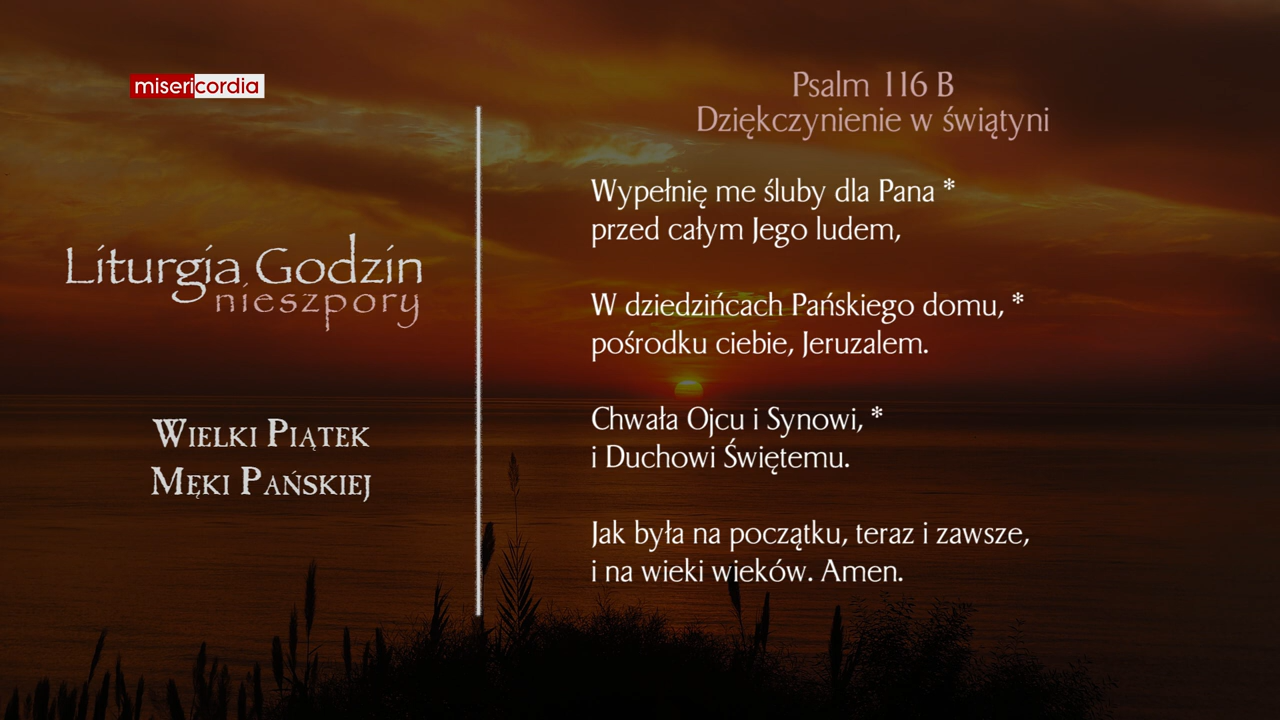 misericordia
Liturgia Godzin
nieszpory
Wielki Piątek
Męki Pańskiej
Psalm 116 B
Dziękczynienie w świątyni
Wypełnię me śluby dla Pana *
przed całym Jego ludem,
W dziedzińcach Pańskiego domu, *
pośrodku ciebie, Jeruzalem.
Chwała Ojcu i Synowi, *
i Duchowi Świętemu.
Jak była na początku, teraz i zawsze,
i na wieki wieków. Amen.